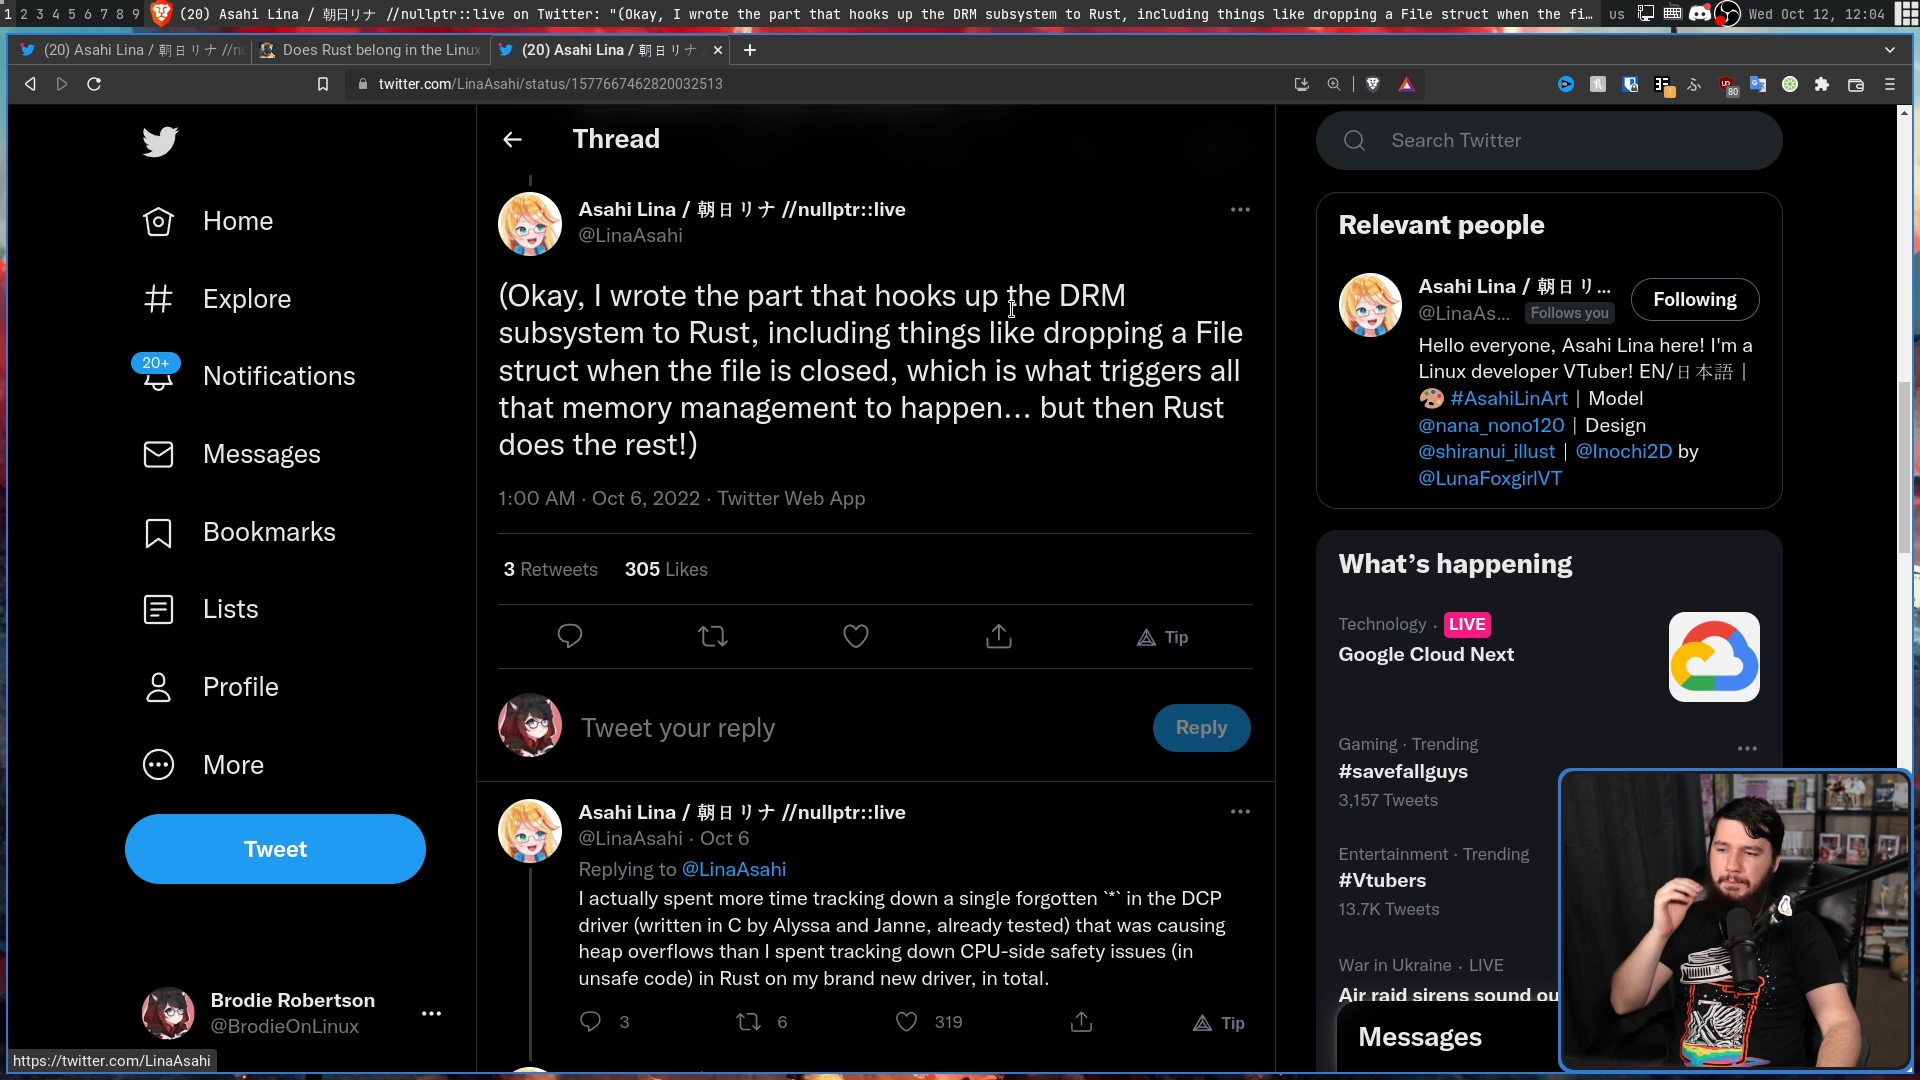 1 2 3 4 5 6 7 8 9 (20) Asahi Lina / 朝日リナ //nullptr::live on Twitter: "(Okay, I wrote the part that hooks up the DRM subsystem to Rust, including things like dropping a File struct when the fi... us Wed Oct 12, 12:04
(20) Asahi Lina / 朝日リナ //nu Does Rust belong in the Linux (20) Asahi Lina / 朝日リナ
twitter.com/LinaAsahi/status/1577667462820032513
80
Thread
Search Twitter
Home
Explore
20+
Notifications
Messages
Bookmarks
Lists
Profile
More
Tweet
Brodie Robertson
@BrodieOnLinux
https://twitter.com/LinaAsahi
Asahi Lina / 朝日リナ //nullptr::live
@LinaAsahi
(Okay, I wrote the part that hooks up the DRM
subsystem to Rust, including things like dropping a File
struct when the file is closed, which is what triggers all
that memory management to happen... but then Rust
does the rest!)
1:00 AM · Oct 6, 2022 · Twitter Web App
3 Retweets 305 Likes
Tip
Tweet your reply
Reply
Asahi Lina / 朝日リナ //nullptr::live
@LinaAsahi · Oct 6
Replying to @LinaAsahi
I actually spent more time tracking down a single forgotten `*` in the DCP
driver (written in C by Alyssa and Janne, already tested) that was causing
heap overflows than I spent tracking down CPU-side safety issues (in
unsafe code) in Rust on my brand new driver, in total.
3 6 319 Tip
Relevant people
Asahi Lina / 朝日リ...
@LinaAs... Follows you
Following
Hello everyone, Asahi Lina here! I'm a
Linux developer VTuber! EN/日本語 |
🎨 #AsahiLinArt | Model
@nana_nono120 | Design
@shiranui_illust | @Inochi2D by
@LunaFoxgirlVT
What's happening
Technology · LIVE
Google Cloud Next
Gaming · Trending
#savefallguys
3,157 Tweets
Entertainment · Trending
#Vtubers
13.7K Tweets
War in Ukraine · LIVE
Air raid sirens sound ou
Messages